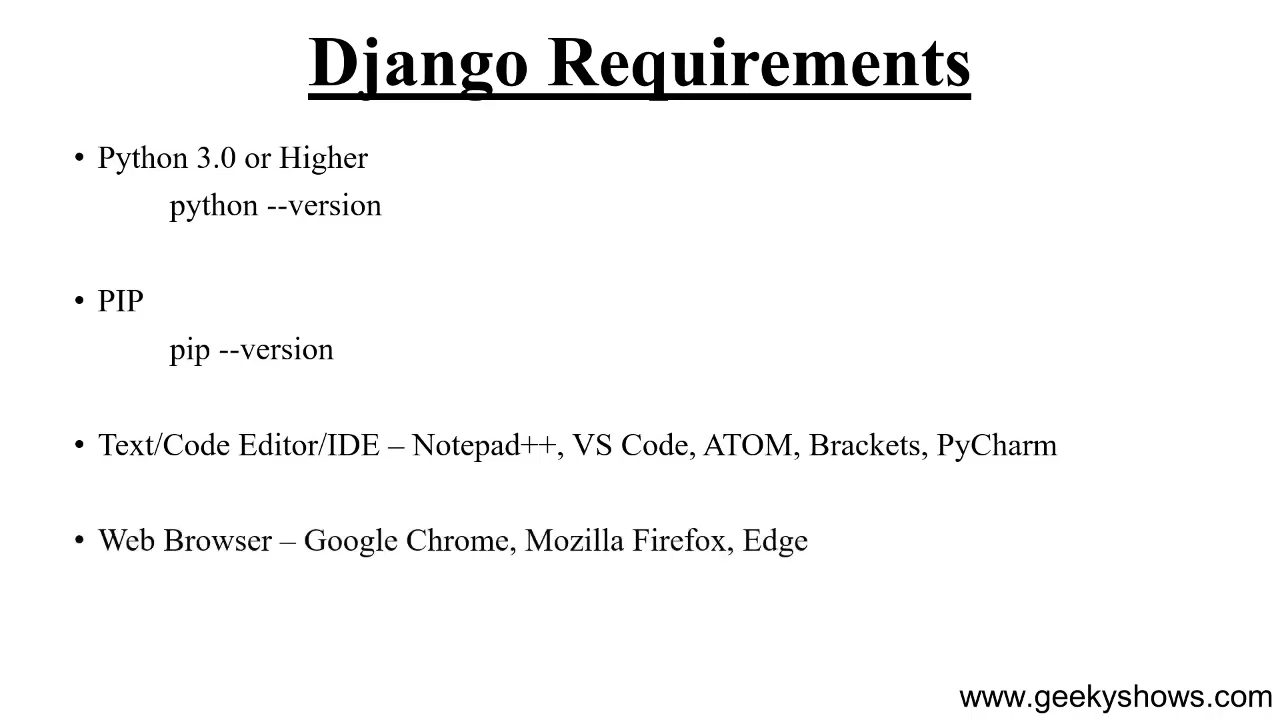 Django Requirements
• Python 3.0 or Higher
python --version
• PIP
pip --version
• Text/Code Editor/IDE – Notepad++, VS Code, ATOM, Brackets, PyCharm
• Web Browser – Google Chrome, Mozilla Firefox, Edge
www.geekyshows.com